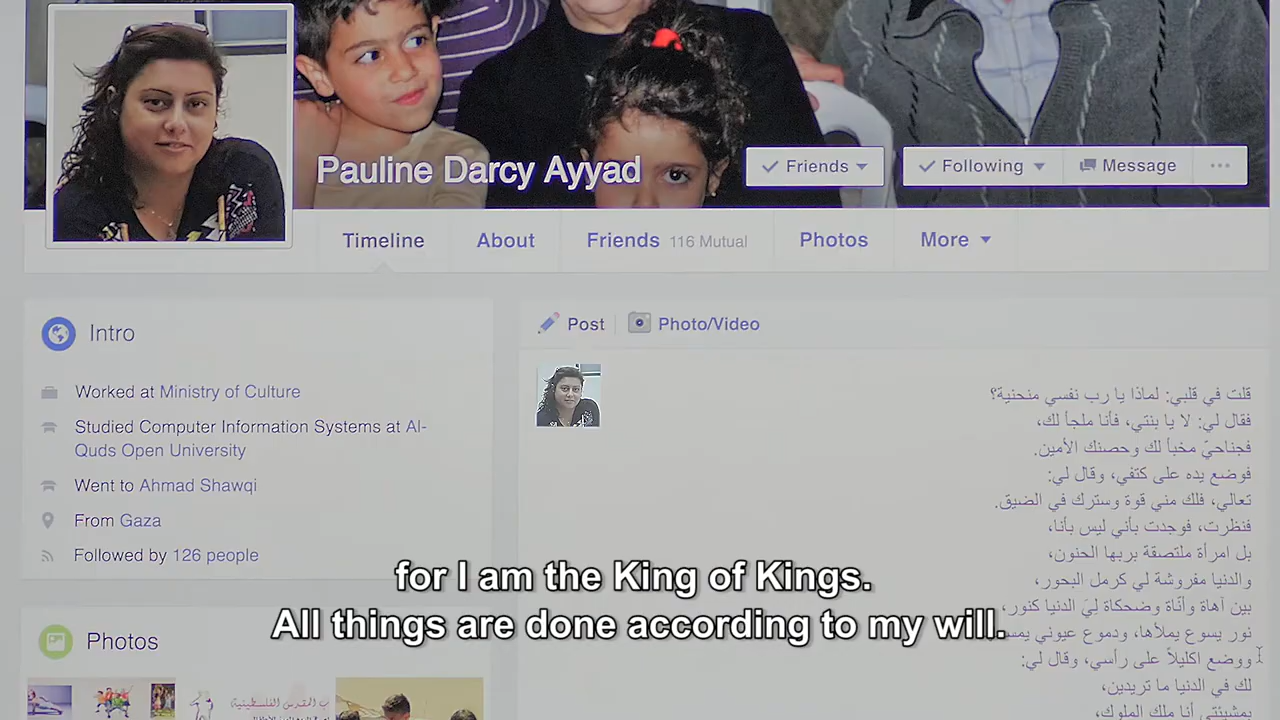 Pauline Darcy Ayyad
Friends
Following
Message
Timeline
About
Friends 116 Mutual
Photos
More
Intro
Worked at Ministry of Culture
Studied Computer Information Systems at Al-
Quds Open University
Went to Ahmad Shawqi
From Gaza
Followed by 126 people
Photos
Post
Photo/Video
قلت في قلبي: لماذا يا رب نفسي منحنية؟
فقال لي: لا يا بنتي، فأنا ملجأ لك،
فجناحيّ مخبأ لك وحصنك الأمين.
فوضع يده على كتفي، وقال لي:
تعالي، فلك مني قوة وسترك في الضيق.
فنظرت، فوجدت بأني ليس بأنا،
بل امرأة ملتصقة بربها الحنون،
والدنيا مفروشة لي كرمل البحور،
بين آهاة وأنّاة وضحكاة ليَ الدنيا كنور،
نور يسوع يملأها، ودموع عيوني
ووضع اكليلاً على رأسي، وقال لي:
لك في الدنيا ما تريدين،
بمشيئتي أنا ملك الملوك،
for I am the King of Kings.
All things are done according to my will.